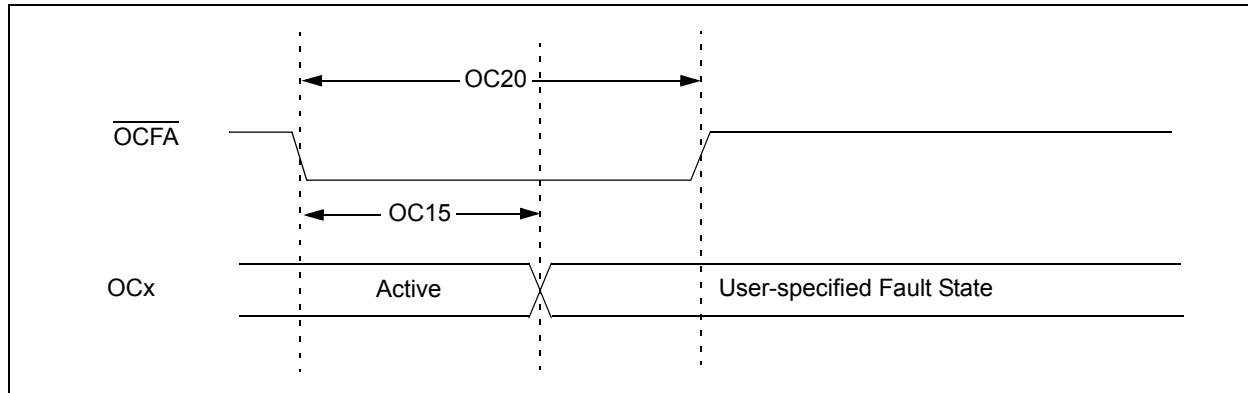 OC20
OCFA
OC15
OCx
Active
User-specified Fault State